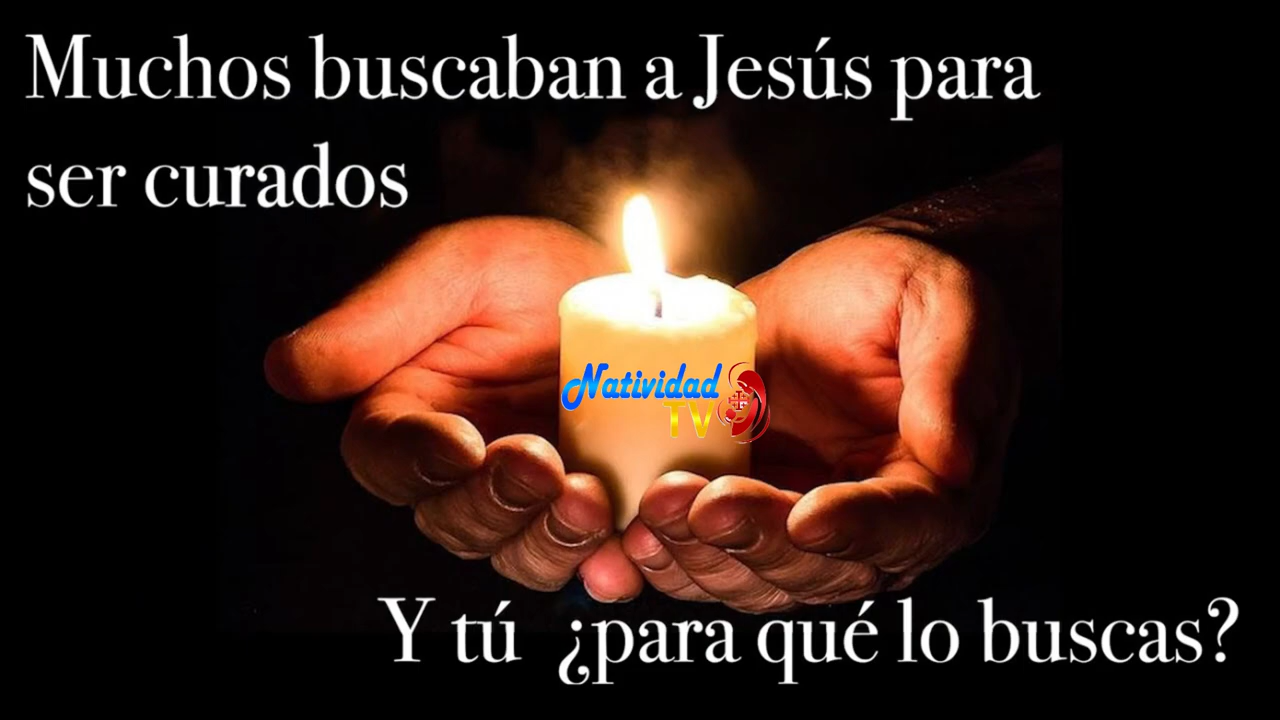 Muchos buscaban a Jesús para
ser curados
Natividad
TV
Y tú ¿para qué lo buscas?